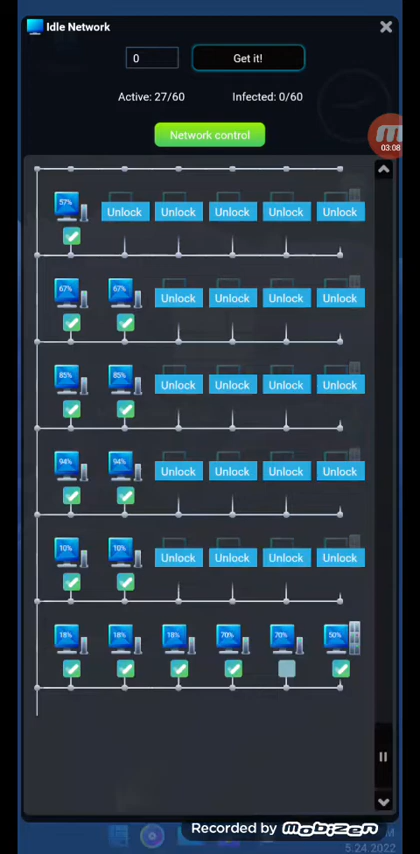 Idle Network
0 Get it!
Active: 27/60 Infected: 0/60
03:08
Network control
57% Unlock Unlock Unlock Unlock Unlock
67% 67% Unlock Unlock Unlock Unlock
85% 85% Unlock Unlock Unlock Unlock
94% 94% Unlock Unlock Unlock Unlock
10% 10% Unlock Unlock Unlock Unlock
18% 18% 18% 70% 70% 50%
Recorded by mobizen
5.24.2022